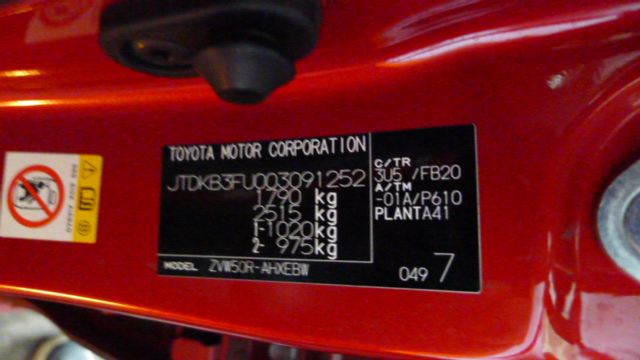 TOYOTA MOTOR CORPORATION
JTDKB3FU003091252
1790 kg
2515 kg
1-1020kg
2- 975kg
C/TR
3U5 /FB20
A/TM
-01A/P610
PLANTA41
MODEL ZVW50R-AHXEBW
049 7